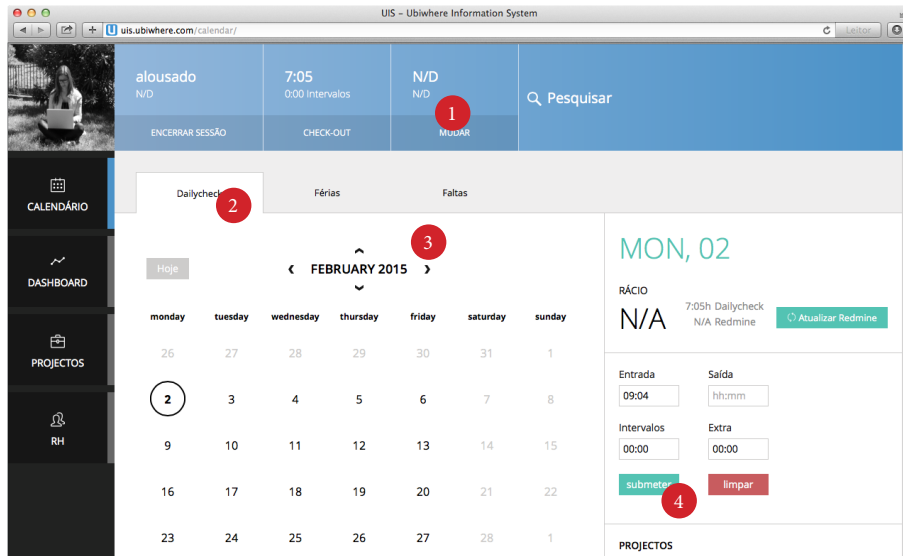 UIS – Ubiwhere Information System
uis.ubiwhere.com/calendar/
Leitor
alousado
N/D
7:05
0:00 Intervalos
N/D
N/D
1
Pesquisar
ENCERRAR SESSÃO
CHECK-OUT
MUDAR
CALENDÁRIO
DASHBOARD
PROJECTOS
RH
Dailycheck
2
Férias
Faltas
3
Hoje
FEBRUARY 2015
monday tuesday wednesday thursday friday saturday sunday
26 27 28 29 30 31 1
2 3 4 5 6 7 8
9 10 11 12 13 14 15
16 17 18 19 20 21 22
23 24 25 26 27 28 1
MON, 02
RÁCIO
N/A
7:05h Dailycheck
N/A Redmine
Atualizar Redmine
Entrada Saída
09:04 hh:mm
Intervalos Extra
00:00 00:00
submeter limpar
4
PROJECTOS